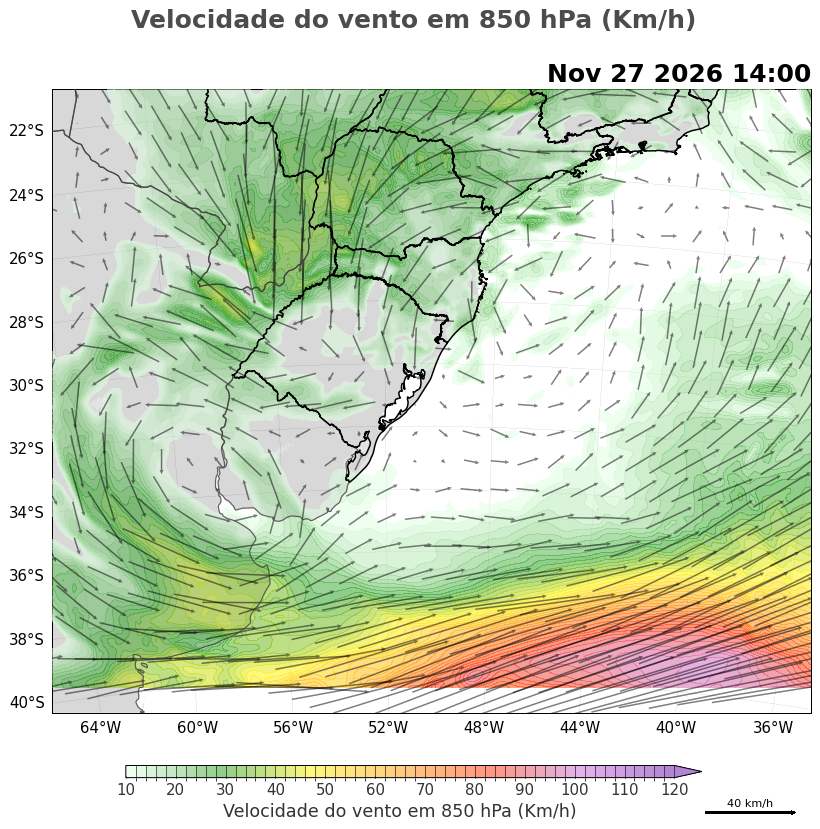 Velocidade do vento em 850 hPa (Km/h)
Nov 27 2026 14:00
22°S
24°S
26°S
28°S
30°S
32°S
34°S
36°S
38°S
40°S
64°W 60°W 56°W 52°W 48°W 44°W 40°W 36°W
10 20 30 40 50 60 70 80 90 100 110 120
Velocidade do vento em 850 hPa (Km/h)
40 km/h